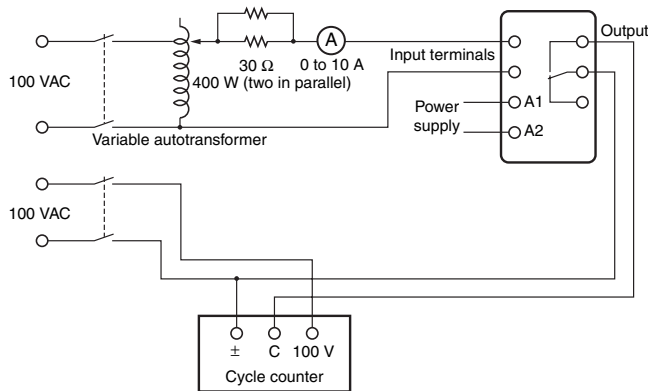 100 VAC
30 Ω
400 W (two in parallel)
A
0 to 10 A
Input terminals
Output
Power
supply
A1
A2
Variable autotransformer
100 VAC
± C 100 V
Cycle counter